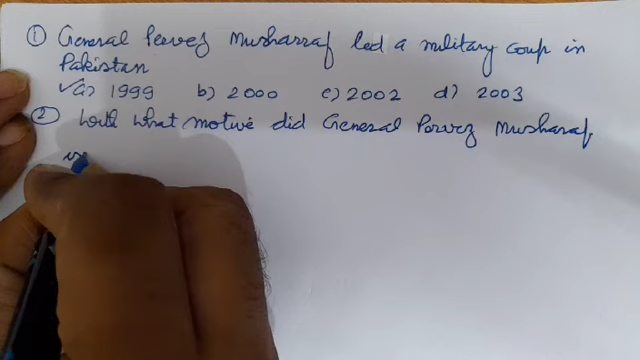 ① General Pervez Musharraf led a military coup in
Pakistan
✓a) 1999 b) 2000 c) 2002 d) 2003
② With what motive did General Pervez Musharaf